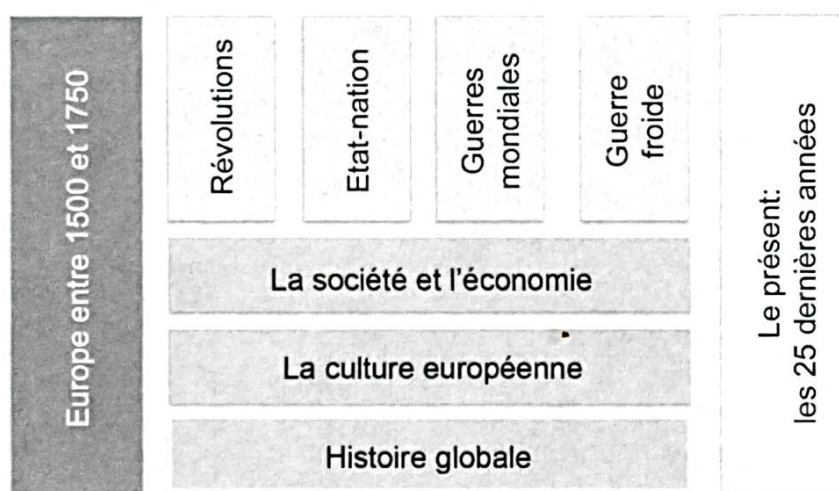 Europe entre 1500 et 1750
Révolutions
Etat-nation
Guerres
mondiales
Guerre
froide
La société et l'économie
La culture européenne
Histoire globale
Le présent:
les 25 dernières années